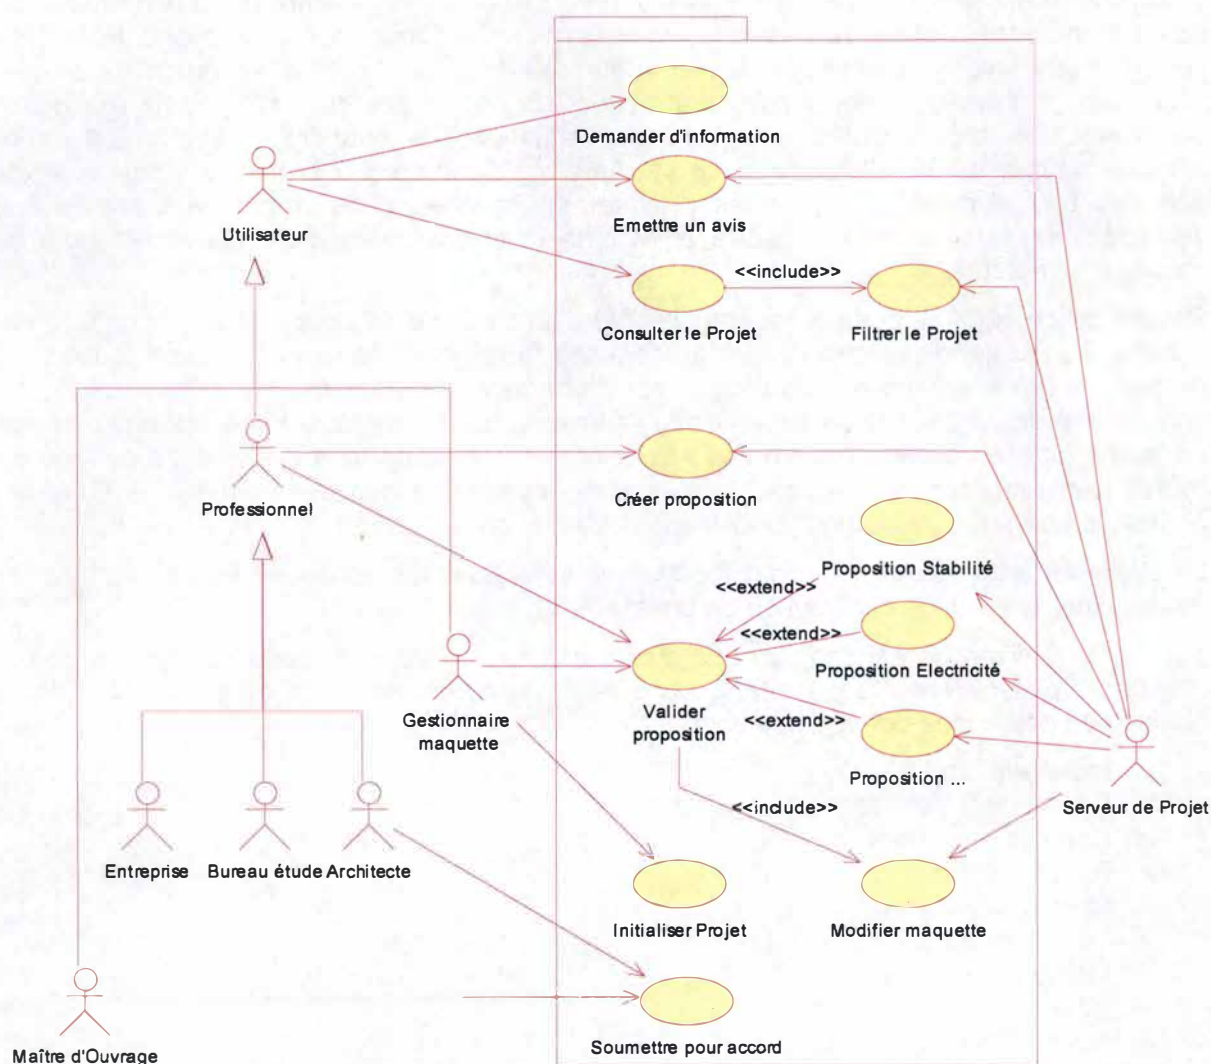 Demander d'information
Utilisateur
Emettre un avis
<<include>>
Consulter le Projet
Filtrer le Projet
Professionnel
Créer proposition
Proposition Stabilité
<<extend>>
<<extend>>
Proposition Electricité
Gestionnaire
maquette
Valider
proposition
<<extend>>
Proposition ...
<<include>>
Serveur de Projet
Entreprise
Bureau étude
Architecte
Initialiser Projet
Modifier maquette
Maître d'Ouvrage
Soumettre pour accord